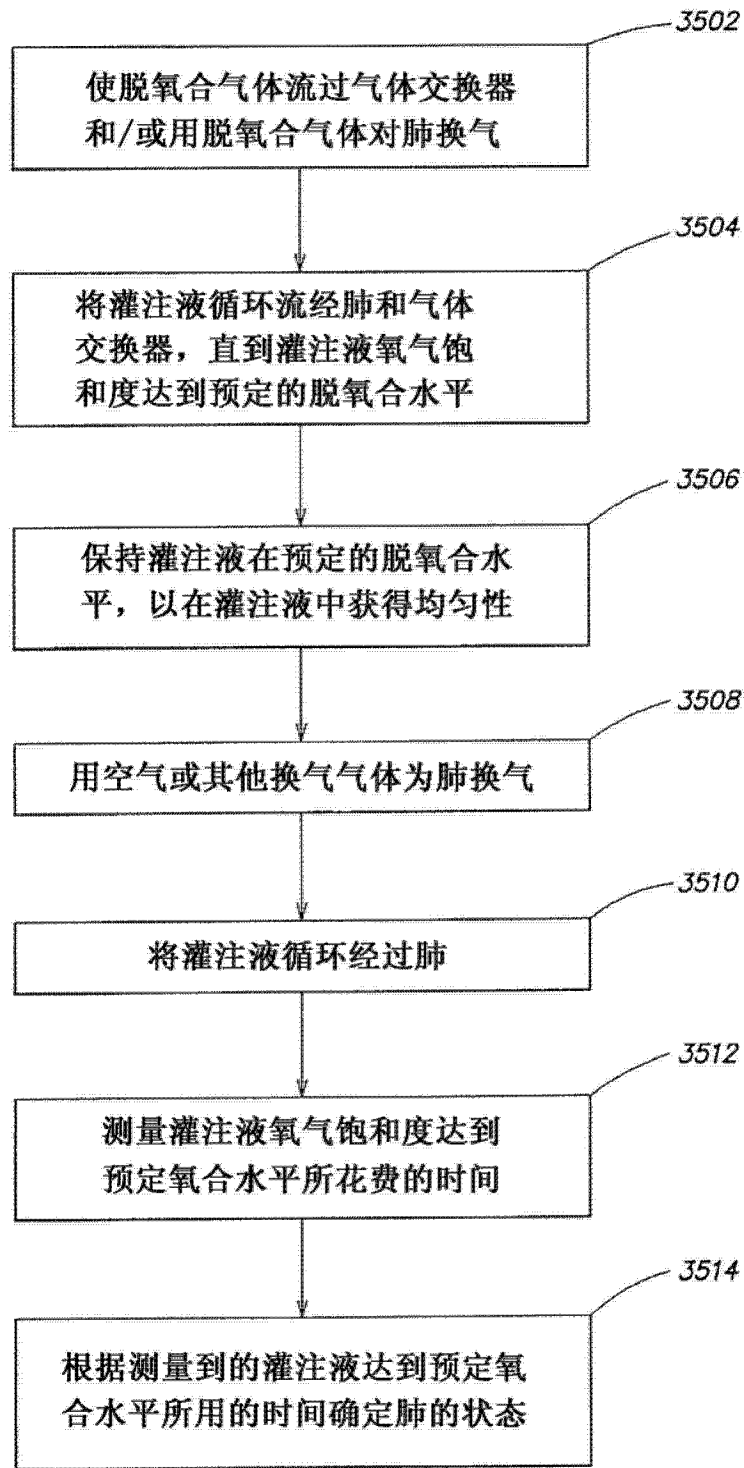 3502
使脱氧合气体流过气体交换器
和/或用脱氧合气体对肺换气
3504
将灌注液循环流经肺和气体
交换器，直到灌注液氧气饱
和度达到预定的脱氧合水平
3506
保持灌注液在预定的脱氧合水
平，以在灌注液中获得均匀性
3508
用空气或其他换气气体为肺换气
3510
将灌注液循环经过肺
3512
测量灌注液氧气饱和度达到
预定氧合水平所花费的时间
3514
根据测量到的灌注液达到预定氧
合水平所用的时间确定肺的状态